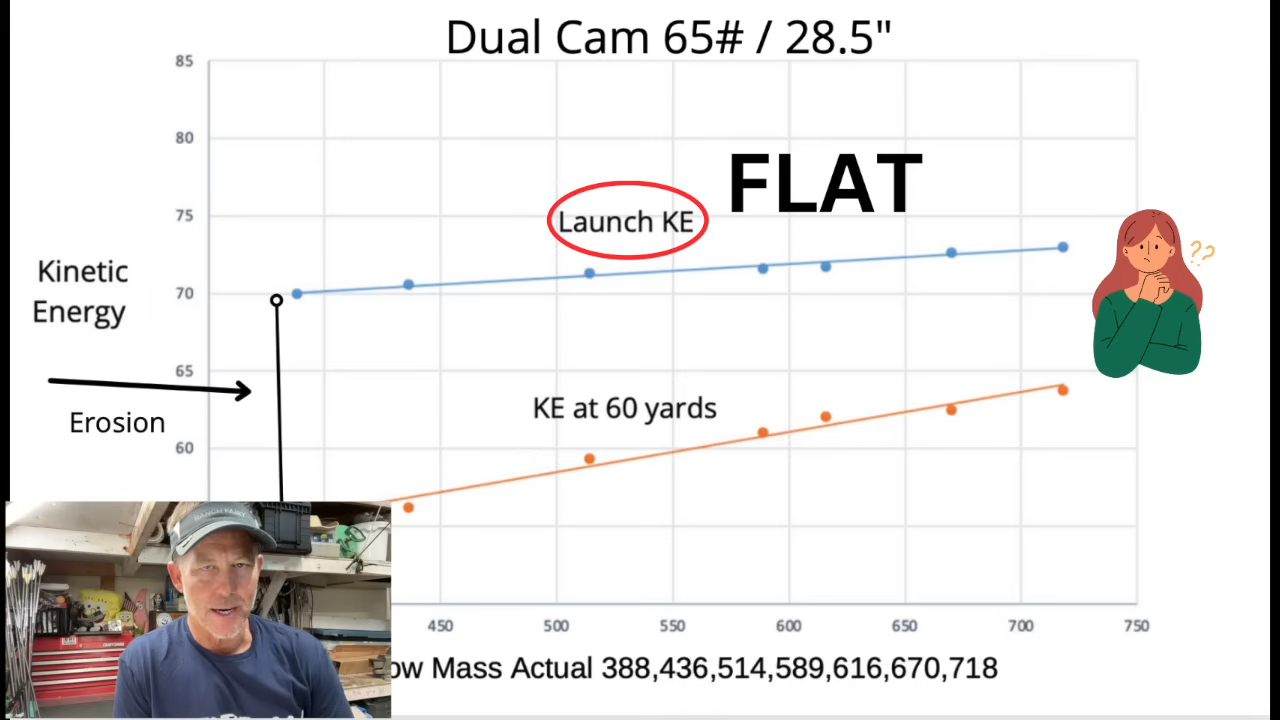 Dual Cam 65# / 28.5"
85
80
75
70
65
60
FLAT
Launch KE
??
Kinetic
Energy
Erosion
KE at 60 yards
450
500
550
600
650
700
750
ow Mass Actual 388,436,514,589,616,670,718
CRAFTSMAN